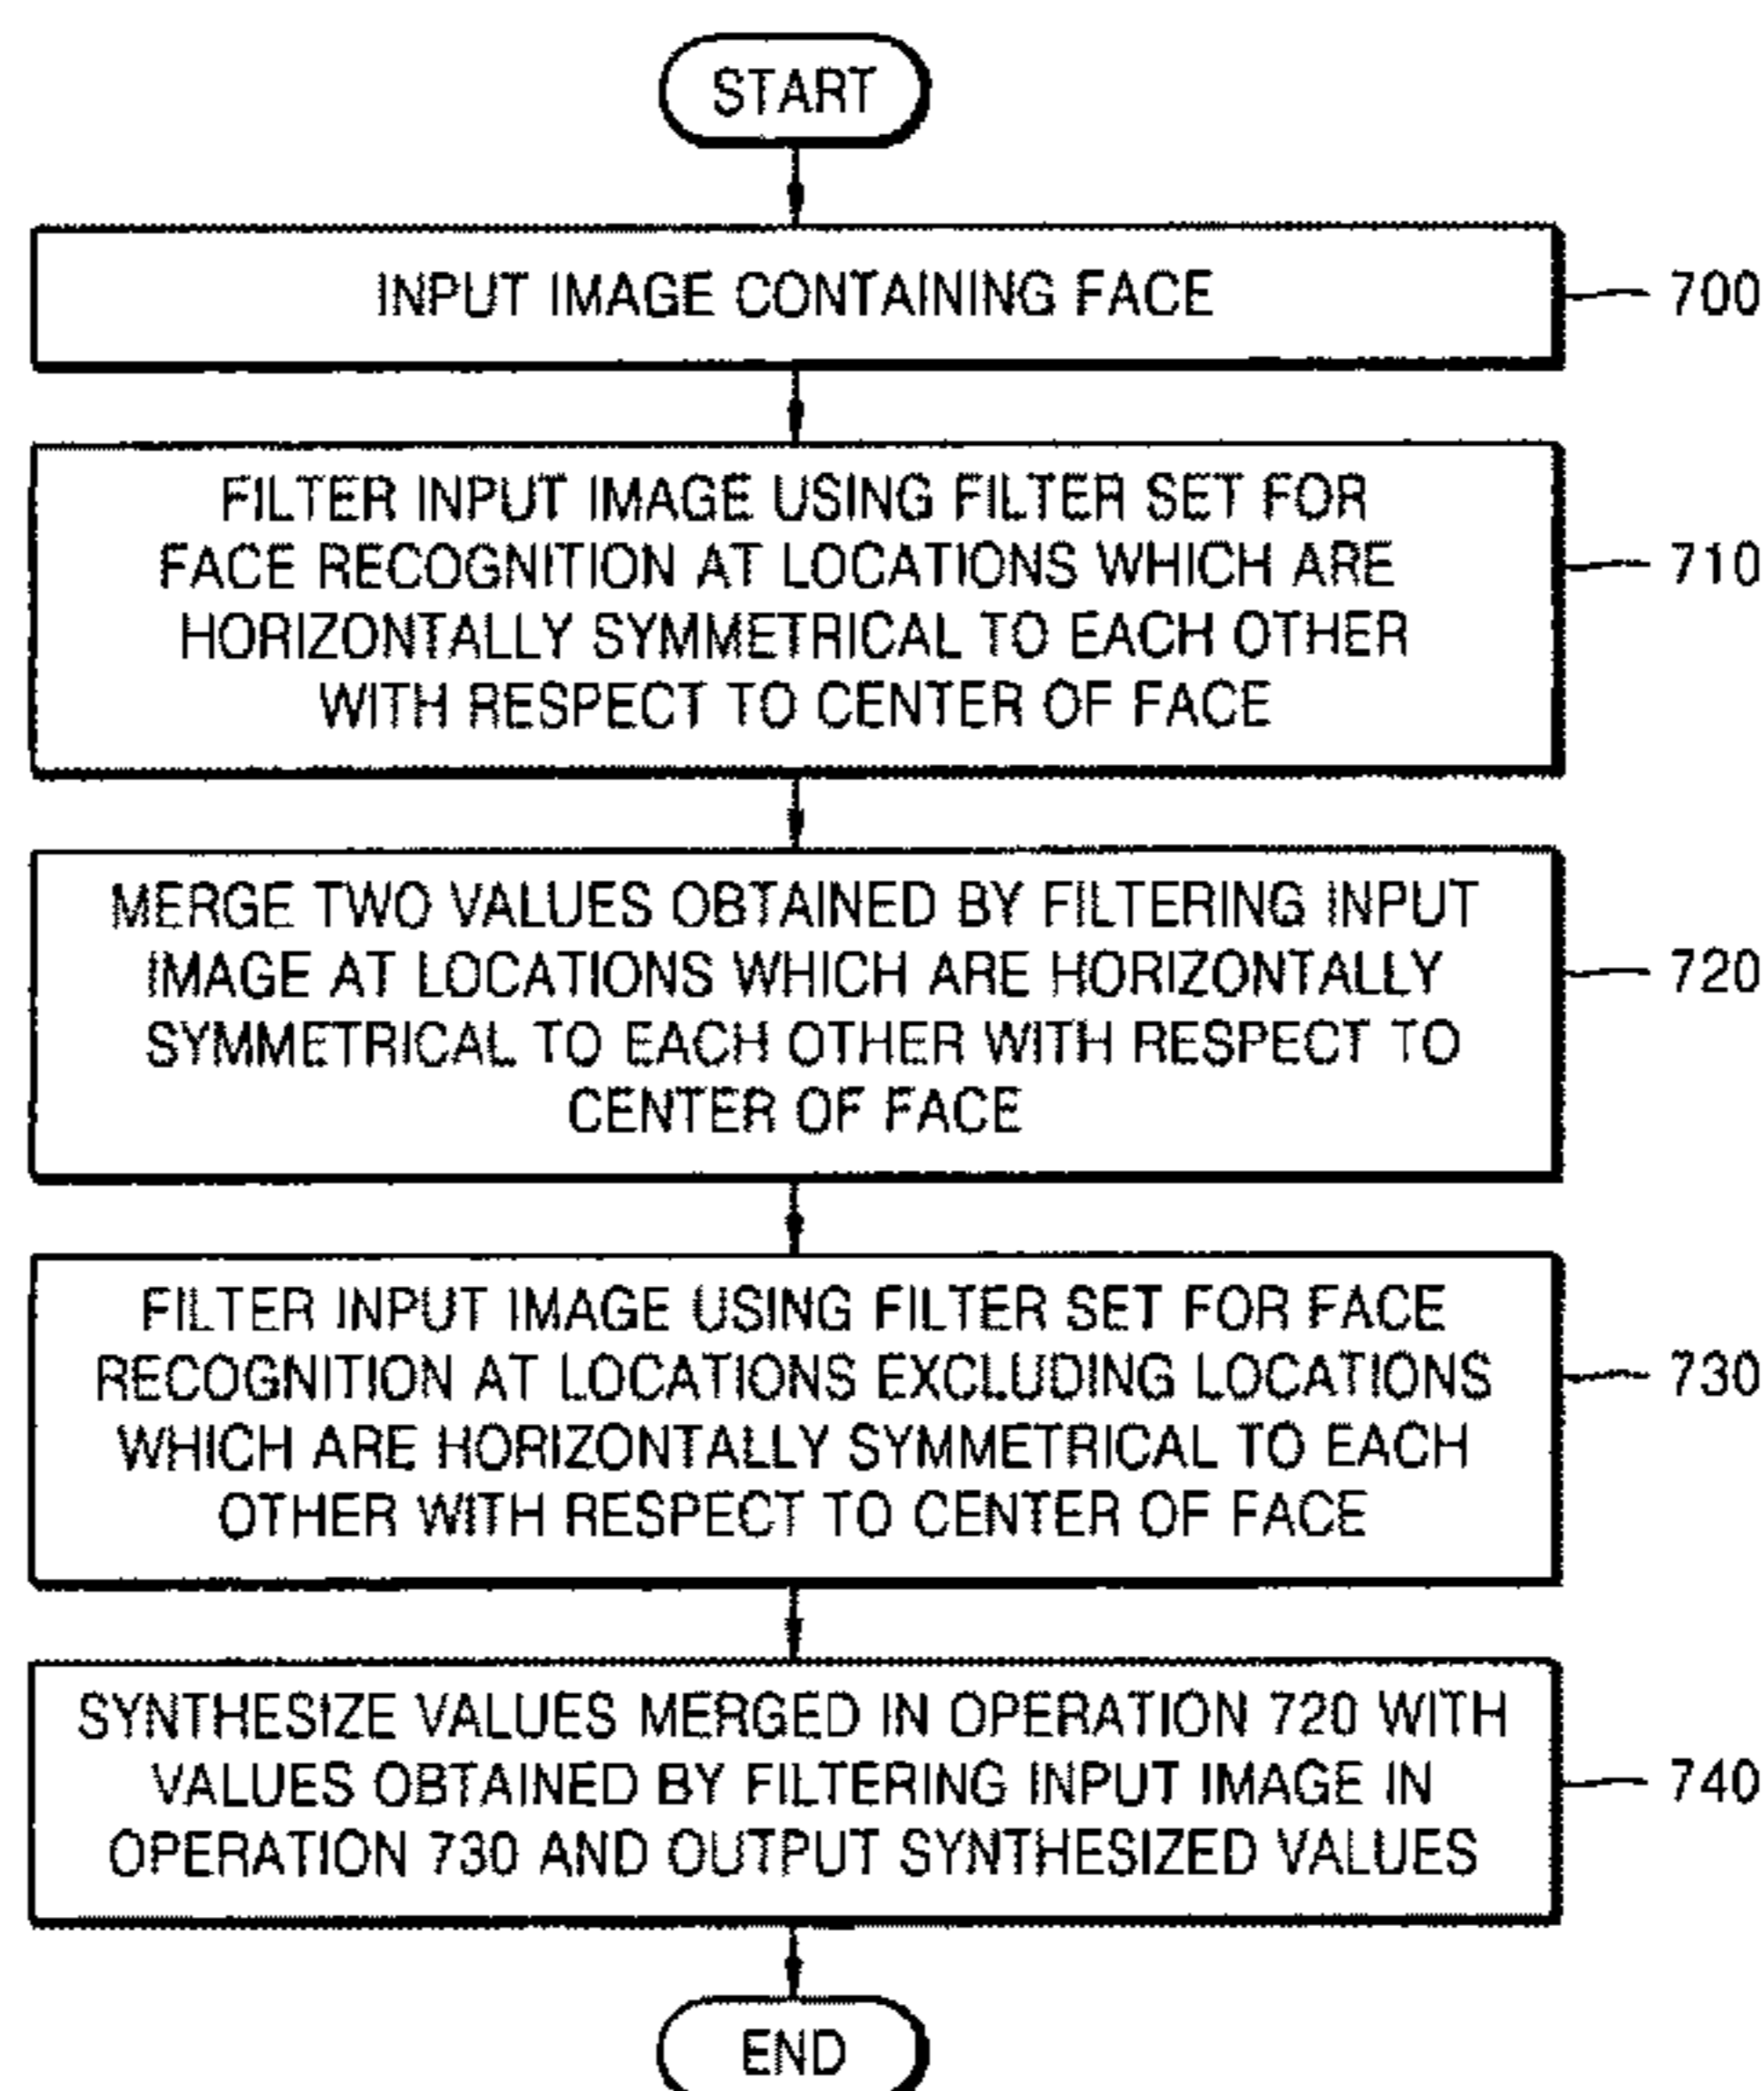 START
INPUT IMAGE CONTAINING FACE
700
FILTER INPUT IMAGE USING FILTER SET FOR
FACE RECOGNITION AT LOCATIONS WHICH ARE
HORIZONTALLY SYMMETRICAL TO EACH OTHER
WITH RESPECT TO CENTER OF FACE
710
MERGE TWO VALUES OBTAINED BY FILTERING INPUT
IMAGE AT LOCATIONS WHICH ARE HORIZONTALLY
SYMMETRICAL TO EACH OTHER WITH RESPECT TO
CENTER OF FACE
720
FILTER INPUT IMAGE USING FILTER SET FOR FACE
RECOGNITION AT LOCATIONS EXCLUDING LOCATIONS
WHICH ARE HORIZONTALLY SYMMETRICAL TO EACH
OTHER WITH RESPECT TO CENTER OF FACE
730
SYNTHESIZE VALUES MERGED IN OPERATION 720 WITH
VALUES OBTAINED BY FILTERING INPUT IMAGE IN
OPERATION 730 AND OUTPUT SYNTHESIZED VALUES
740
END